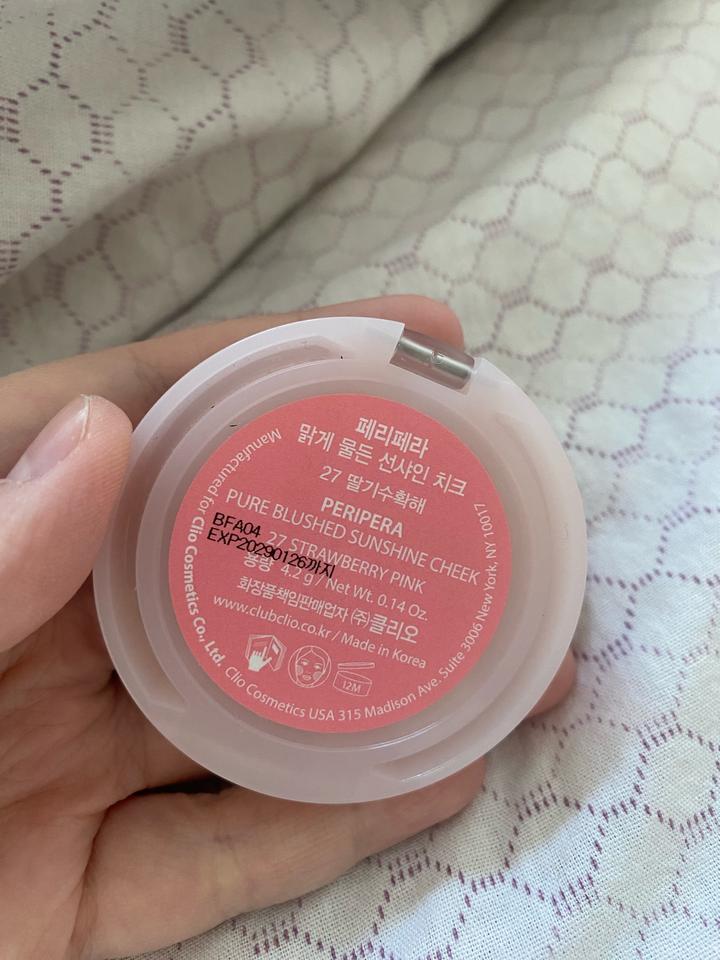 페리페라
맑게 물든 선샤인 치크
27 딸기수확해
PERIPERA
PURE BLUSHED SUNSHINE CHEEK
27 STRAWBERRY PINK
BFA04
EXP20290126까지
용량 4.2 g / Net Wt. 0.14 Oz.
화장품책임판매업자 (주)클리오
www.clubclio.co.kr / Made in Korea
12M
Manufactured for Clio Cosmetics Co., Ltd. Clio Cosmetics USA 315 Madison Ave. Suite 3906 New York, NY 10017